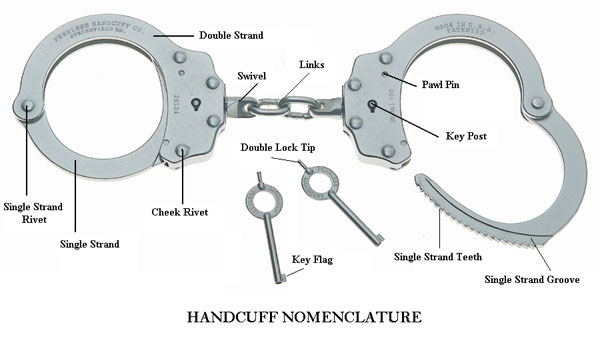 PEERLESS HANDCUFF CO.
SPRINGFIELD MA.
MADE IN U.S.A.
PATENTED
Double Strand
Swivel
Links
Pawl Pin
Key Post
Double Lock Tip
Single Strand
Rivet
Single Strand
Cheek Rivet
Key Flag
Single Strand Teeth
Single Strand Groove
HANDCUFF NOMENCLATURE